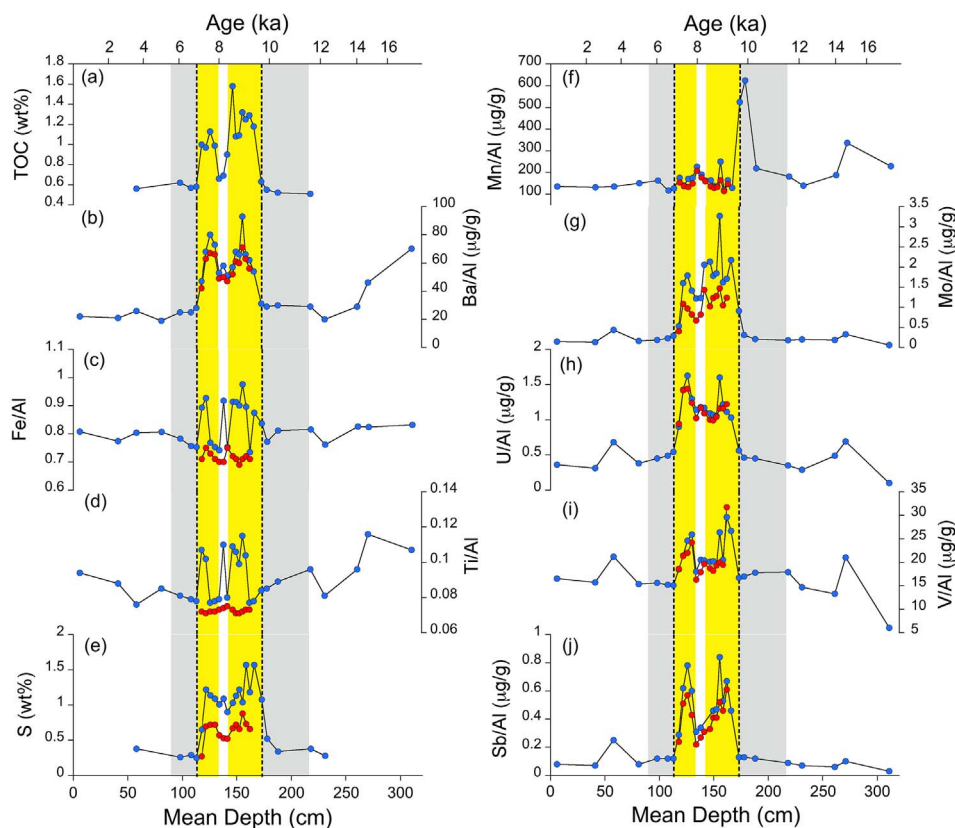 Age (ka)
2 4 6 8 10 12 14 16
(a)
TOC (wt%)
1.8
1.6
1.4
1.2
1
0.8
0.6
0.4
(b)
Ba/Al (µg/g)
100
80
60
40
20
0
(c)
Fe/Al
1.1
1
0.9
0.8
0.7
0.6
(d)
Ti/Al
0.14
0.12
0.1
0.08
0.06
(e)
S (wt%)
2
1.5
1
0.5
0
0 50 100 150 200 250 300
Mean Depth (cm)
Age (ka)
2 4 6 8 10 12 14 16
(f)
Mn/Al (µg/g)
700
600
500
400
300
200
100
(g)
Mo/Al (µg/g)
3.5
3
2.5
2
1.5
1
0.5
0
(h)
U/Al (µg/g)
2
1.5
1
0.5
0
(i)
V/Al (µg/g)
35
30
25
20
15
10
5
(j)
Sb/Al (µg/g)
1
0.8
0.6
0.4
0.2
0
0 50 100 150 200 250 300
Mean Depth (cm)